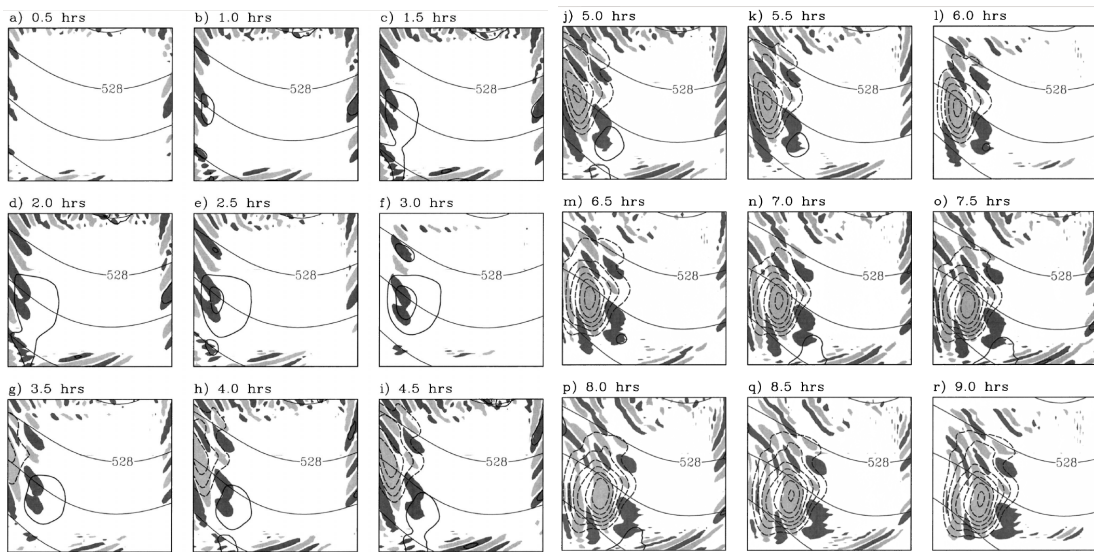 a) 0.5 hrs
528
b) 1.0 hrs
528
c) 1.5 hrs
528
d) 2.0 hrs
528
e) 2.5 hrs
528
f) 3.0 hrs
528
g) 3.5 hrs
528
h) 4.0 hrs
528
i) 4.5 hrs
528
j) 5.0 hrs
528
k) 5.5 hrs
528
l) 6.0 hrs
528
m) 6.5 hrs
528
n) 7.0 hrs
528
o) 7.5 hrs
528
p) 8.0 hrs
528
q) 8.5 hrs
528
r) 9.0 hrs
528